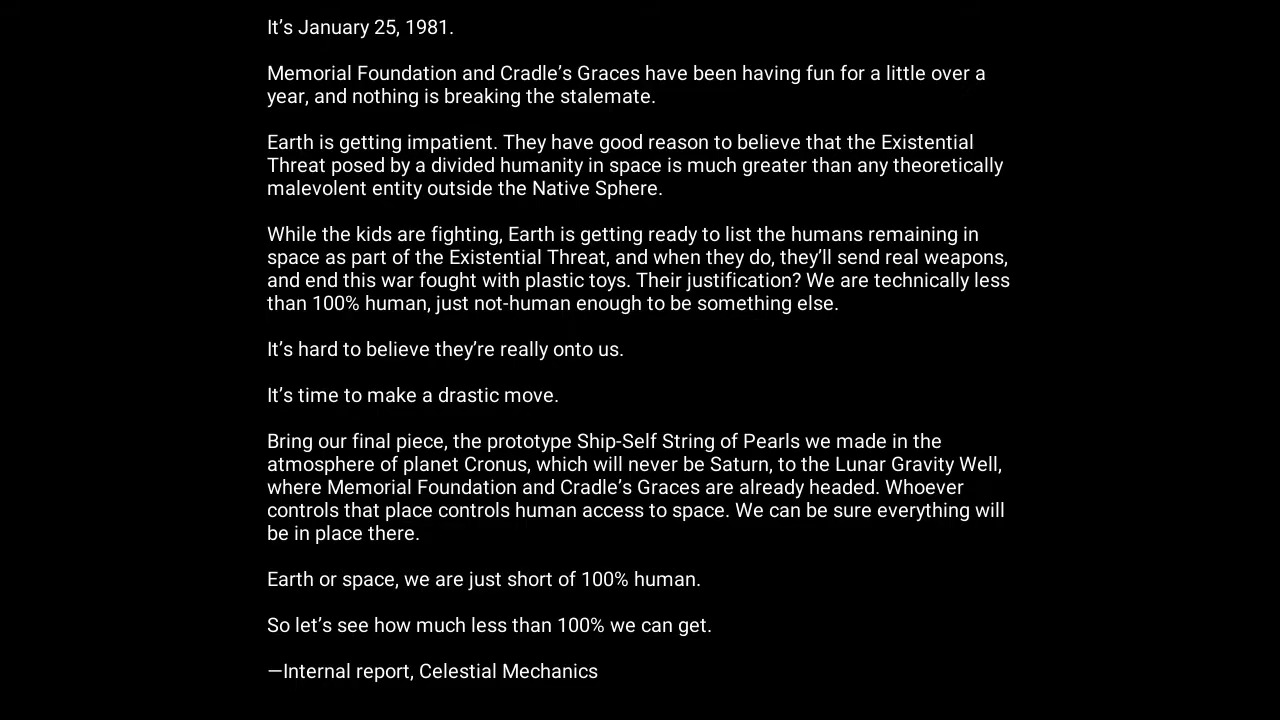 It’s January 25, 1981.
Memorial Foundation and Cradle’s Graces have been having fun for a little over a
year, and nothing is breaking the stalemate.
Earth is getting impatient. They have good reason to believe that the Existential
Threat posed by a divided humanity in space is much greater than any theoretically
malevolent entity outside the Native Sphere.
While the kids are fighting, Earth is getting ready to list the humans remaining in
space as part of the Existential Threat, and when they do, they’ll send real weapons,
and end this war fought with plastic toys. Their justification? We are technically less
than 100% human, just not-human enough to be something else.
It’s hard to believe they’re really onto us.
It’s time to make a drastic move.
Bring our final piece, the prototype Ship-Self String of Pearls we made in the
atmosphere of planet Cronus, which will never be Saturn, to the Lunar Gravity Well,
where Memorial Foundation and Cradle’s Graces are already headed. Whoever
controls that place controls human access to space. We can be sure everything will
be in place there.
Earth or space, we are just short of 100% human.
So let’s see how much less than 100% we can get.
—Internal report, Celestial Mechanics